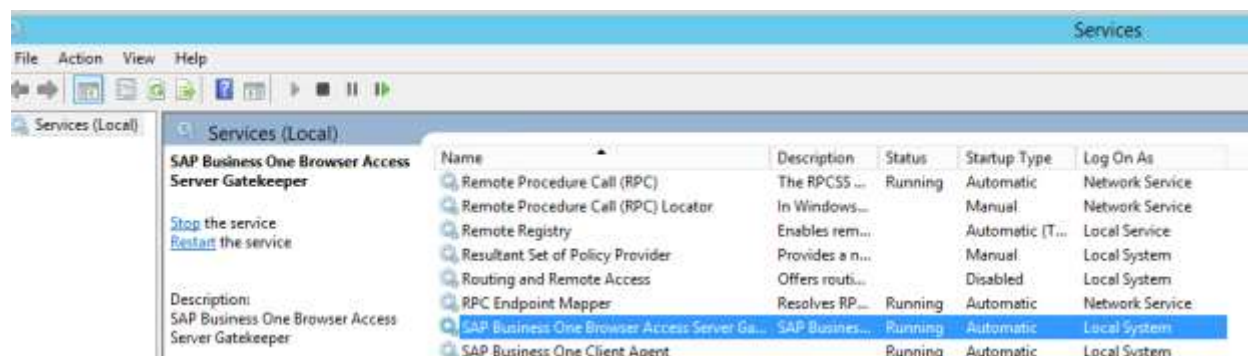 Services
File Action View Help
Services (Local)
Services (Local)
SAP Business One Browser Access
Server Gatekeeper
Stop the service
Restart the service
Description:
SAP Business One Browser Access
Server Gatekeeper
Name Description Status Startup Type Log On As
Remote Procedure Call (RPC) The RPCSS ... Running Automatic Network Service
Remote Procedure Call (RPC) Locator In Windows... Manual Network Service
Remote Registry Enables rem... Automatic (T... Local Service
Resultant Set of Policy Provider Provides a n... Manual Local System
Routing and Remote Access Offers routi... Disabled Local System
RPC Endpoint Mapper Resolves RP... Running Automatic Network Service
SAP Business One Browser Access Server Ga... SAP Busines... Running Automatic Local System
SAP Business One Client Agent Running Automatic Local System